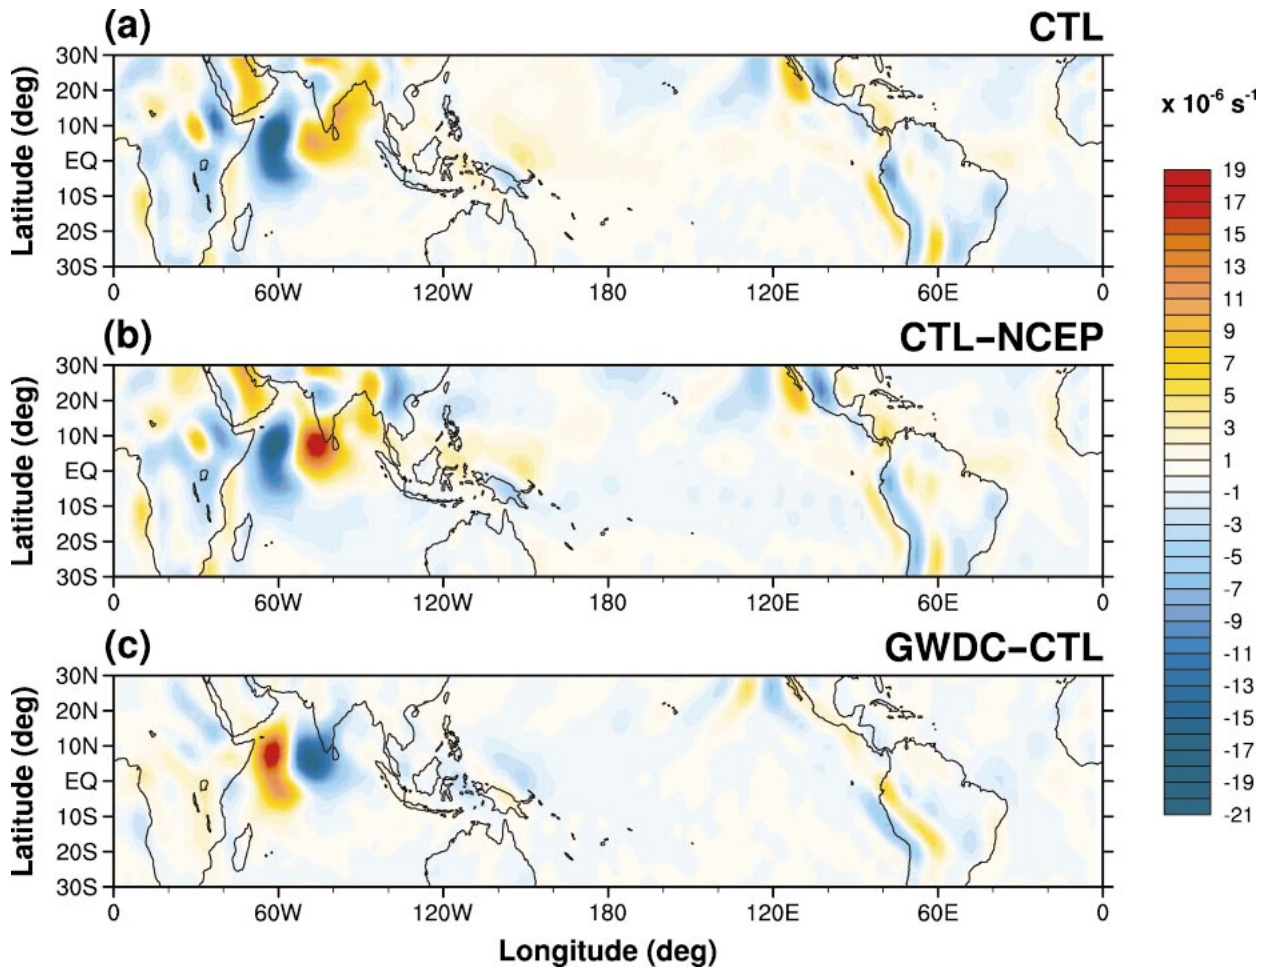 (a) CTL
30N
20N
10N
EQ
10S
20S
30S
Latitude (deg)
0 60W 120W 180 120E 60E 0
(b) CTL−NCEP
30N
20N
10N
EQ
10S
20S
30S
Latitude (deg)
0 60W 120W 180 120E 60E 0
(c) GWDC−CTL
30N
20N
10N
EQ
10S
20S
30S
Latitude (deg)
0 60W 120W 180 120E 60E 0
Longitude (deg)
x 10⁻⁶ s⁻¹
19
17
15
13
11
9
7
5
3
1
-1
-3
-5
-7
-9
-11
-13
-15
-17
-19
-21